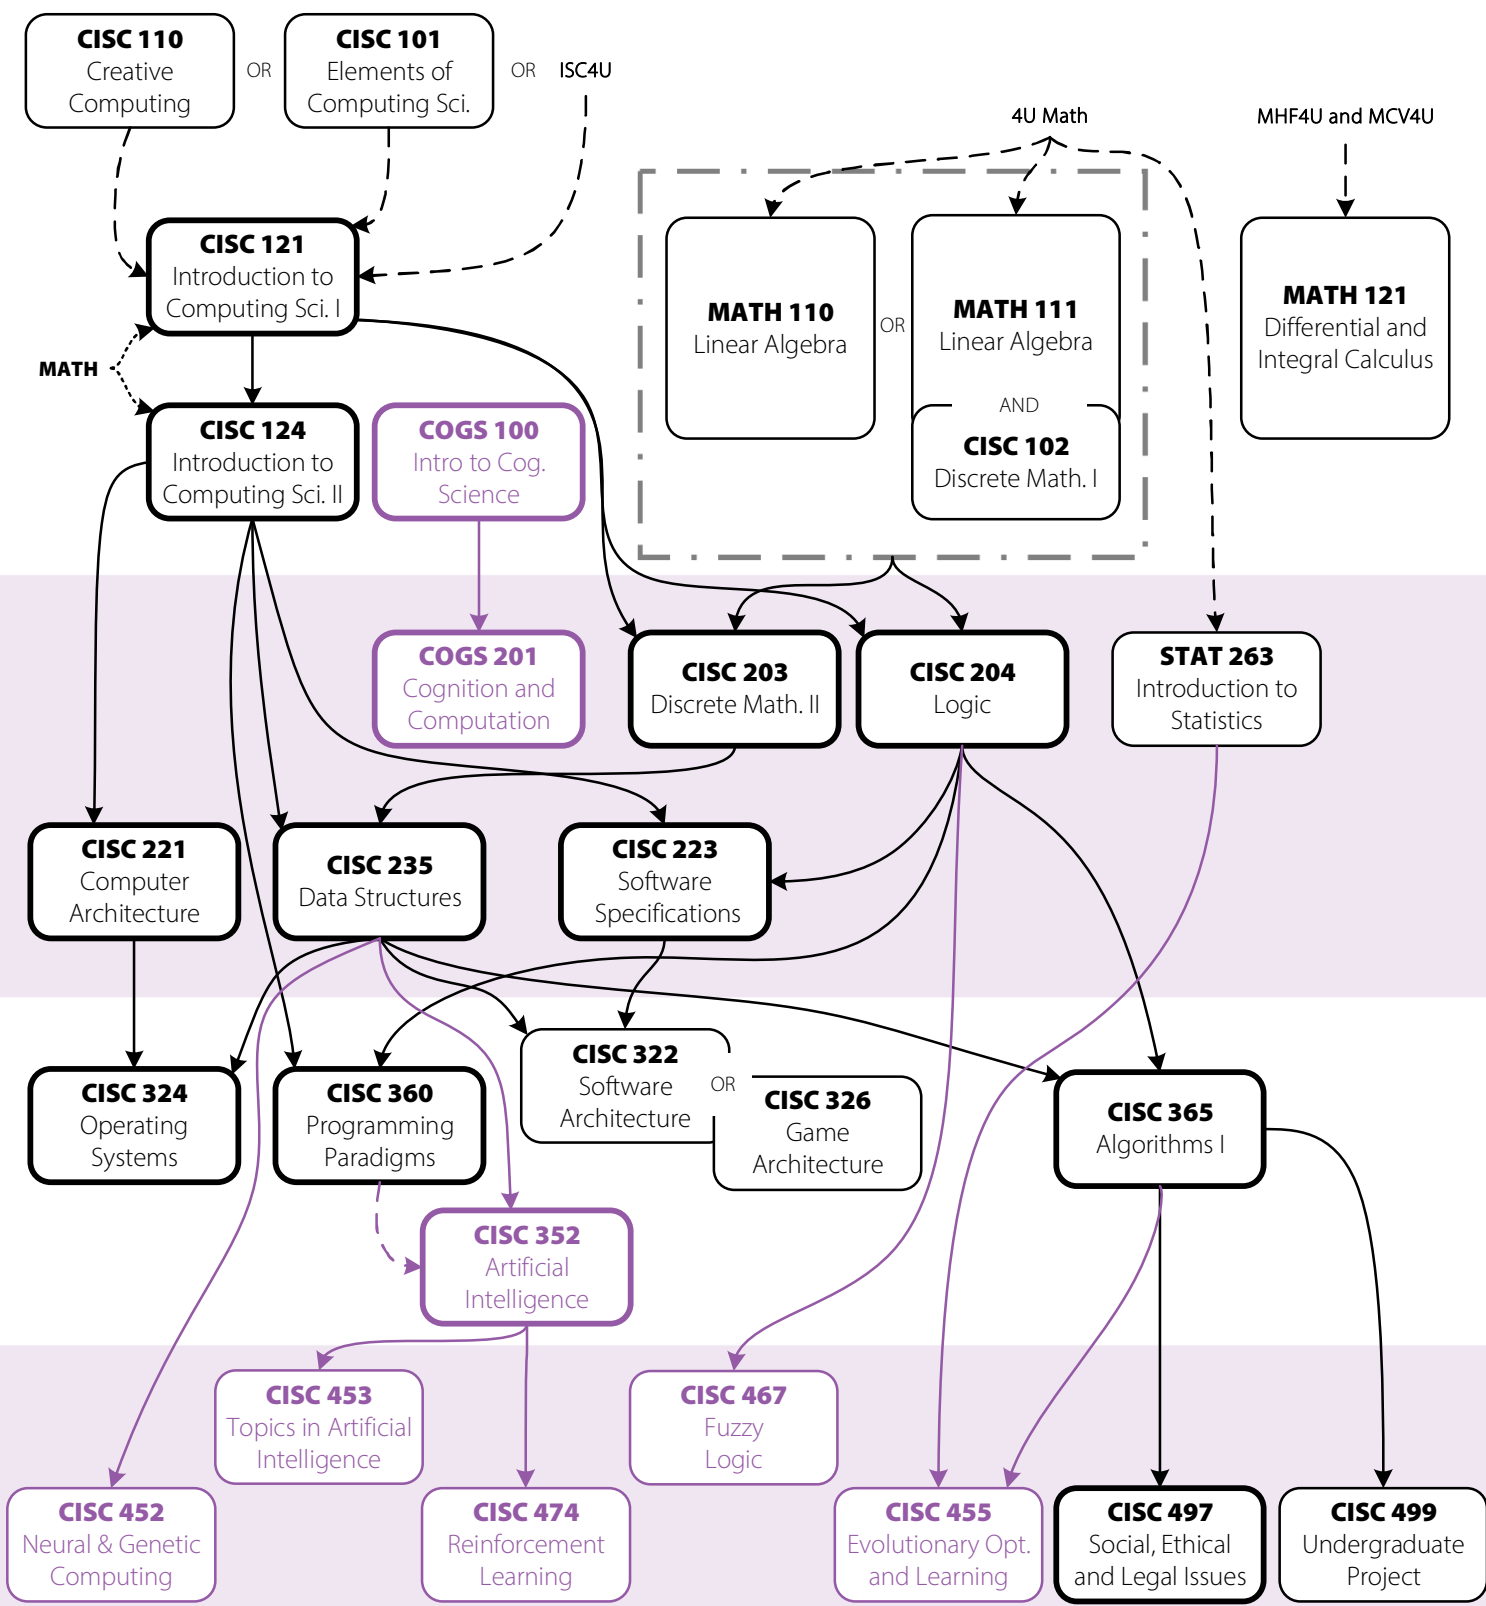 CISC 110
Creative
Computing
OR
CISC 101
Elements of
Computing Sci.
OR
ISC4U
4U Math
MHF4U and MCV4U
CISC 121
Introduction to
Computing Sci. I
MATH 110
Linear Algebra
OR
MATH 111
Linear Algebra
AND
CISC 102
Discrete Math. I
MATH 121
Differential and
Integral Calculus
MATH
CISC 124
Introduction to
Computing Sci. II
COGS 100
Intro to Cog.
Science
COGS 201
Cognition and
Computation
CISC 203
Discrete Math. II
CISC 204
Logic
STAT 263
Introduction to
Statistics
CISC 221
Computer
Architecture
CISC 235
Data Structures
CISC 223
Software
Specifications
CISC 324
Operating
Systems
CISC 360
Programming
Paradigms
CISC 322
Software
Architecture
OR
CISC 326
Game
Architecture
CISC 365
Algorithms I
CISC 352
Artificial
Intelligence
CISC 453
Topics in Artificial
Intelligence
CISC 467
Fuzzy
Logic
CISC 452
Neural & Genetic
Computing
CISC 474
Reinforcement
Learning
CISC 455
Evolutionary Opt.
and Learning
CISC 497
Social, Ethical
and Legal Issues
CISC 499
Undergraduate
Project